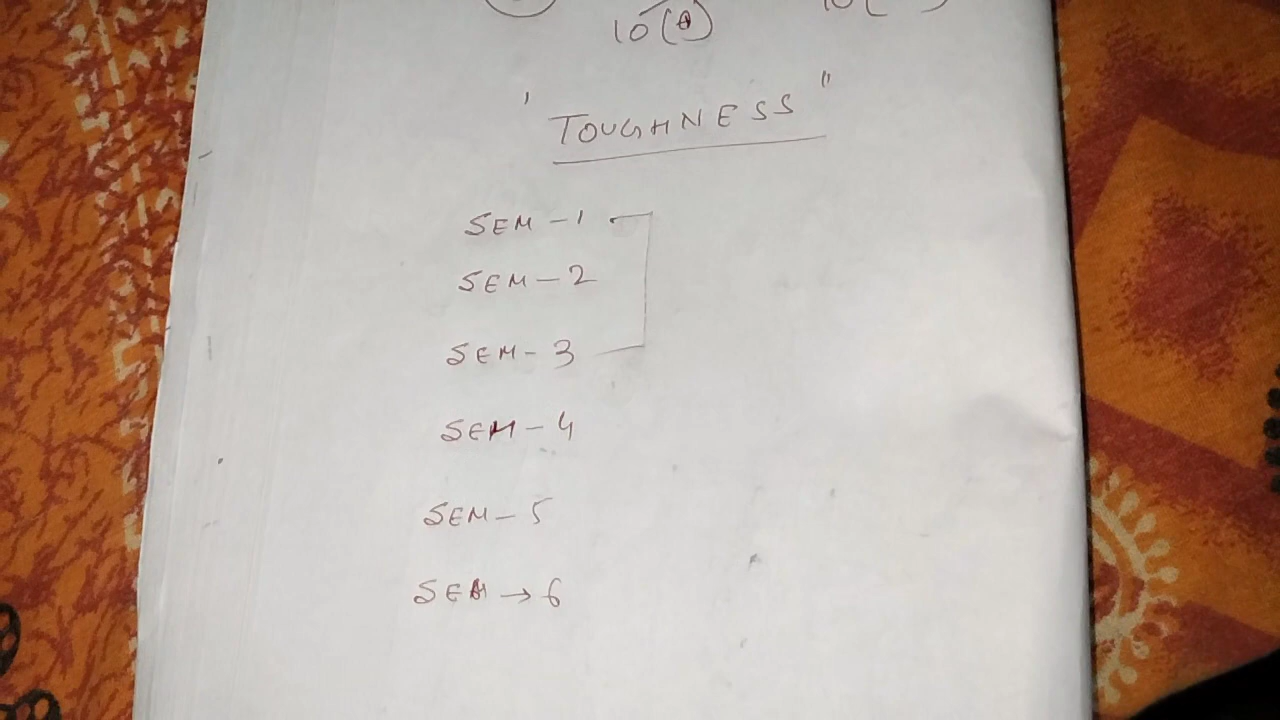 10 (A)
' TOUGHNESS "
SEM - 1
SEM - 2
SEM - 3
SEM - 4
SEM - 5
SEM → 6